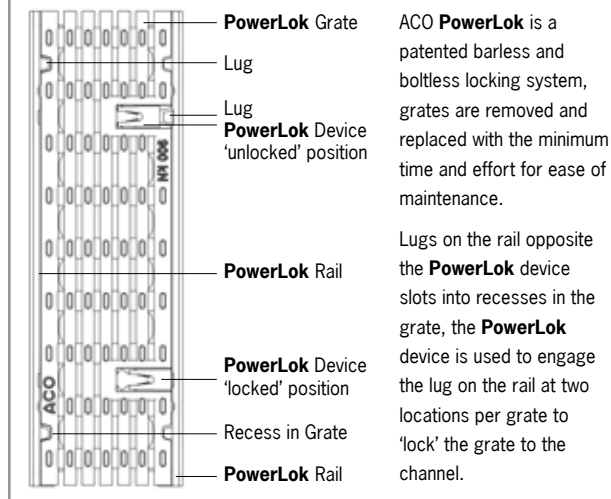 PowerLok Grate
Lug
Lug
PowerLok Device
‘unlocked’ position
900 KN
PowerLok Rail
PowerLok Device
‘locked’ position
ACO
Recess in Grate
PowerLok Rail
ACO PowerLok is a
patented barless and
boltless locking system,
grates are removed and
replaced with the minimum
time and effort for ease of
maintenance.
Lugs on the rail opposite
the PowerLok device
slots into recesses in the
grate, the PowerLok
device is used to engage
the lug on the rail at two
locations per grate to
‘lock’ the grate to the
channel.